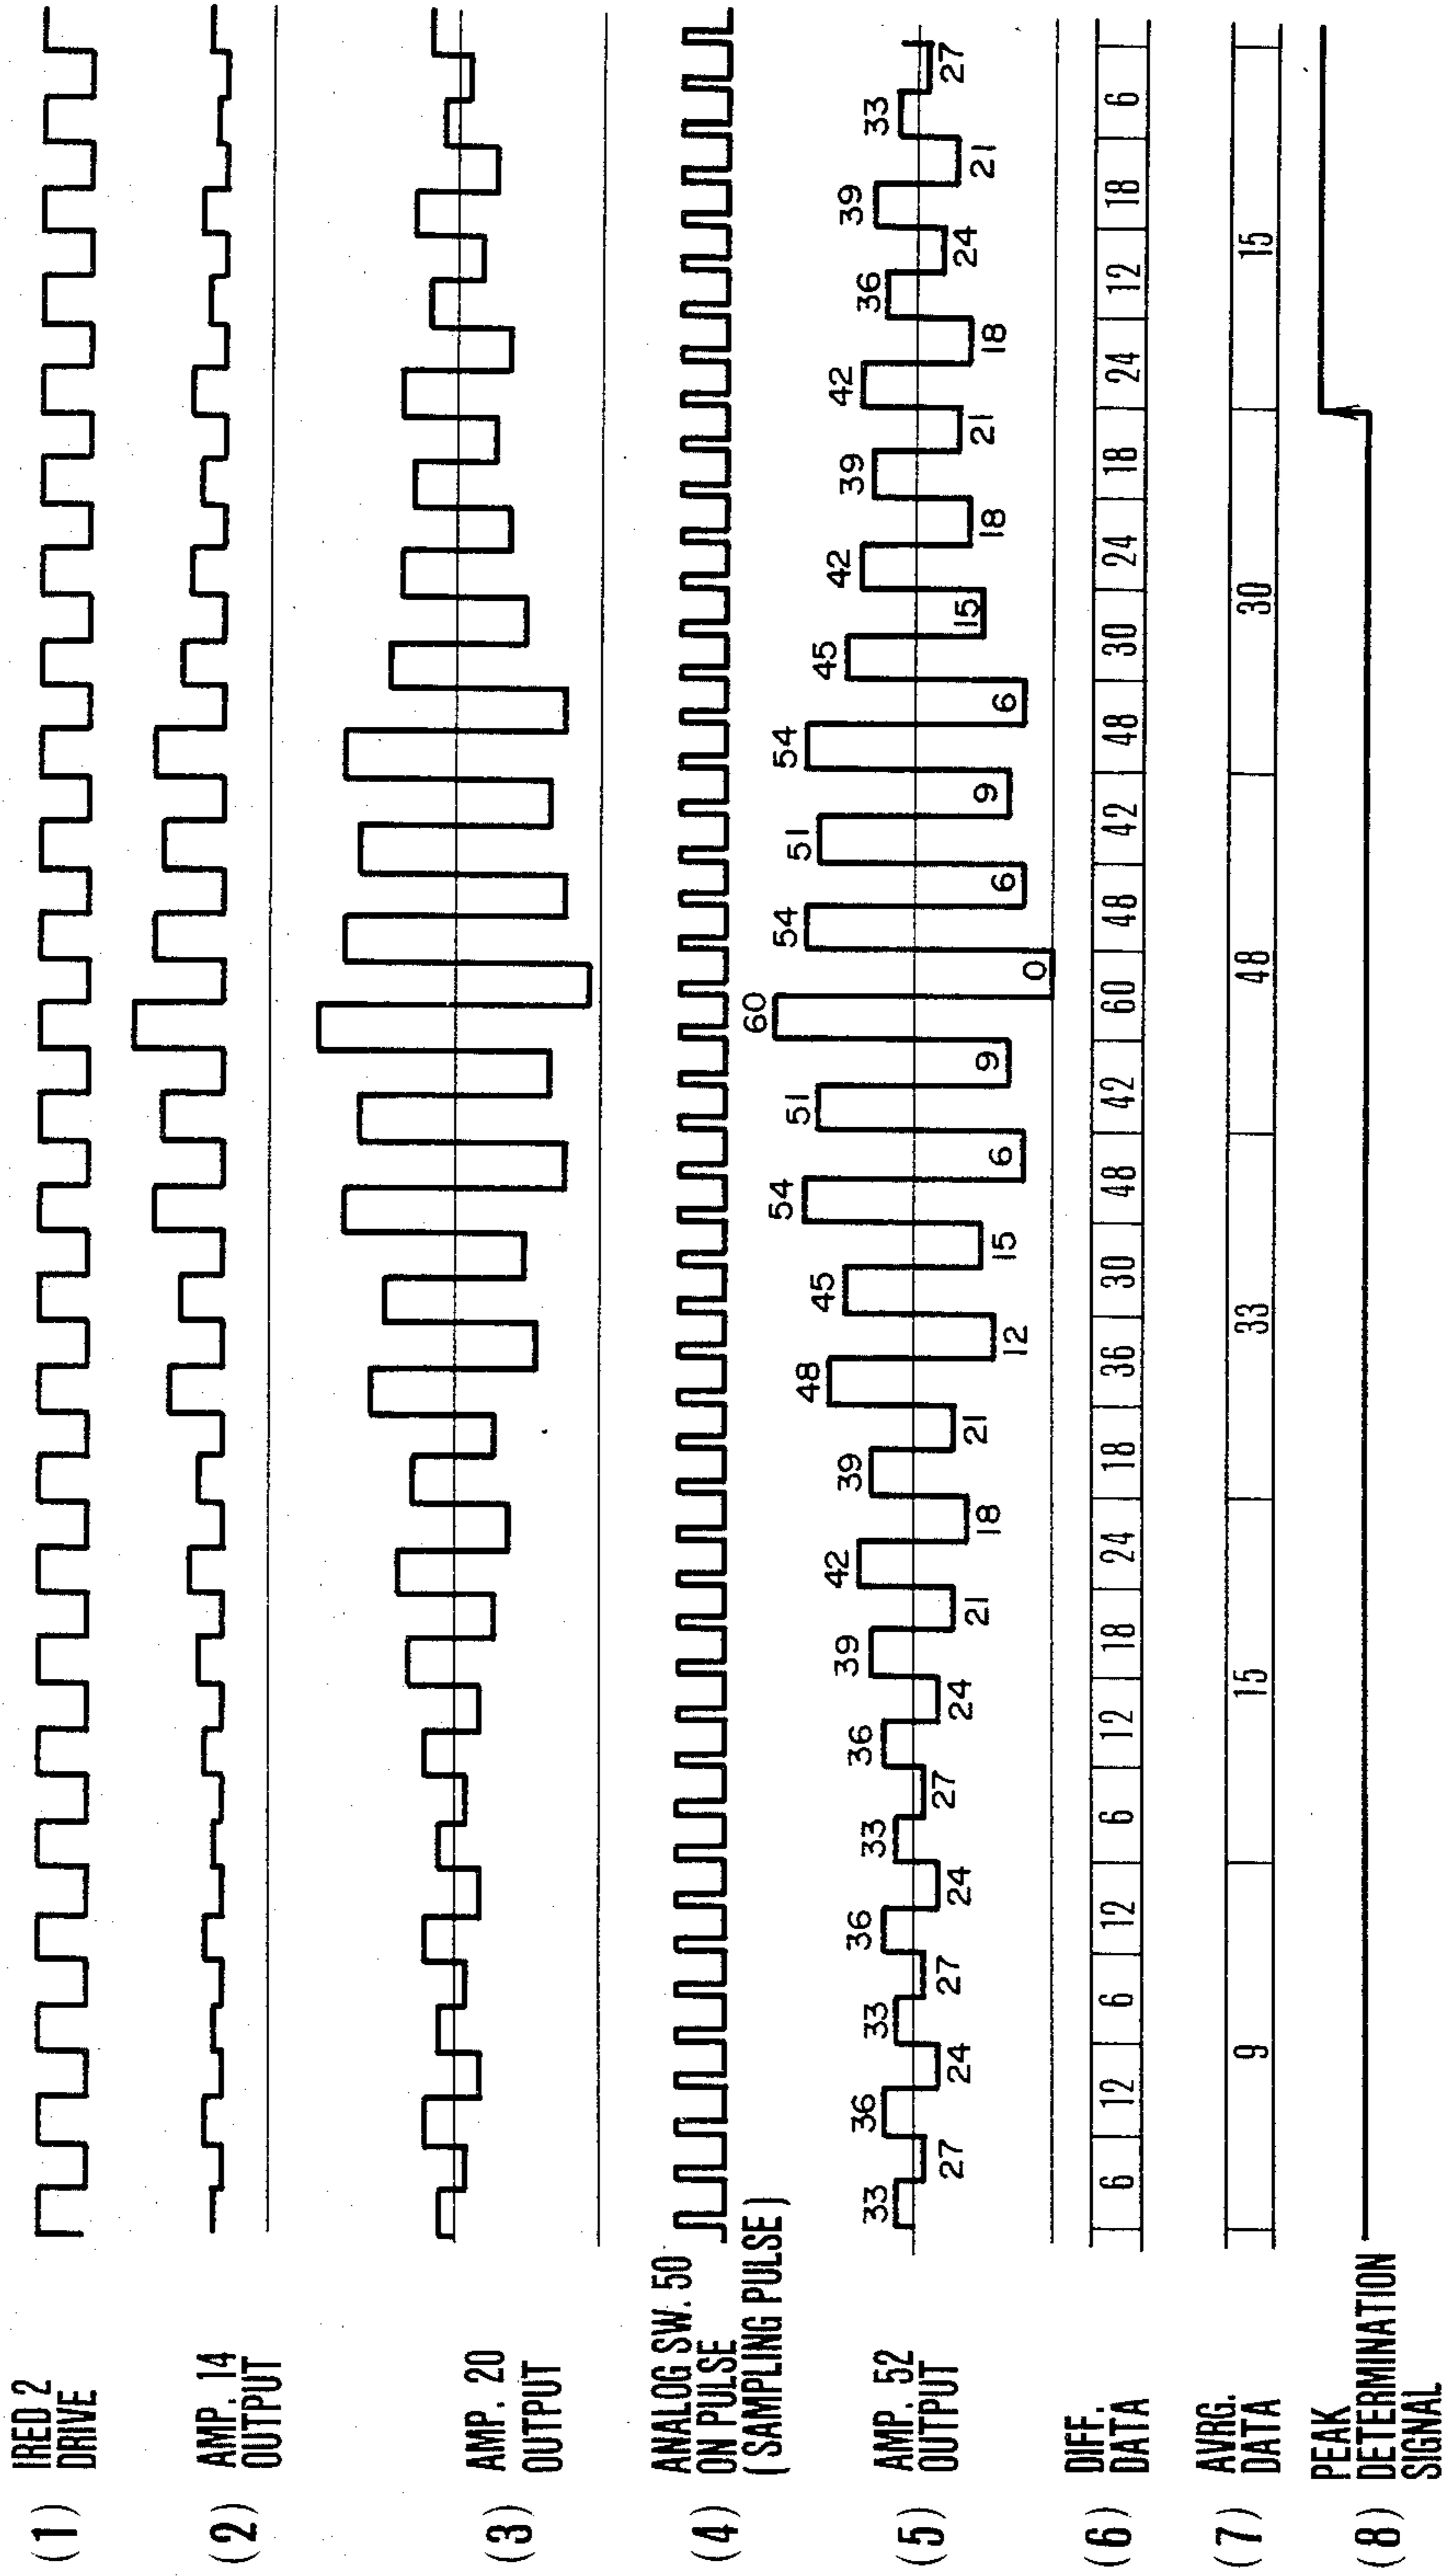 (1) IRED 2
DRIVE
(2) AMP. 14
OUTPUT
(3) AMP. 20
OUTPUT
(4) ANALOG SW. 50
ON PULSE
(SAMPLING PULSE)
(5) AMP. 52
OUTPUT
33 36 33 36 33 36 39 42 39 48 45 54 51 60 54 51 54 45 42 39 42 36 39 33
27 24 27 24 27 24 21 18 21 12 15 6 9 0 6 9 6 15 18 21 18 24 21 27
(6) DIFF.
DATA
6 12 6 12 6 12 18 24 18 36 30 48 42 60 48 42 48 30 24 18 24 12 18 6
(7) AVRG.
DATA
9 15 33 48 30 15
(8) PEAK
DETERMINATION
SIGNAL